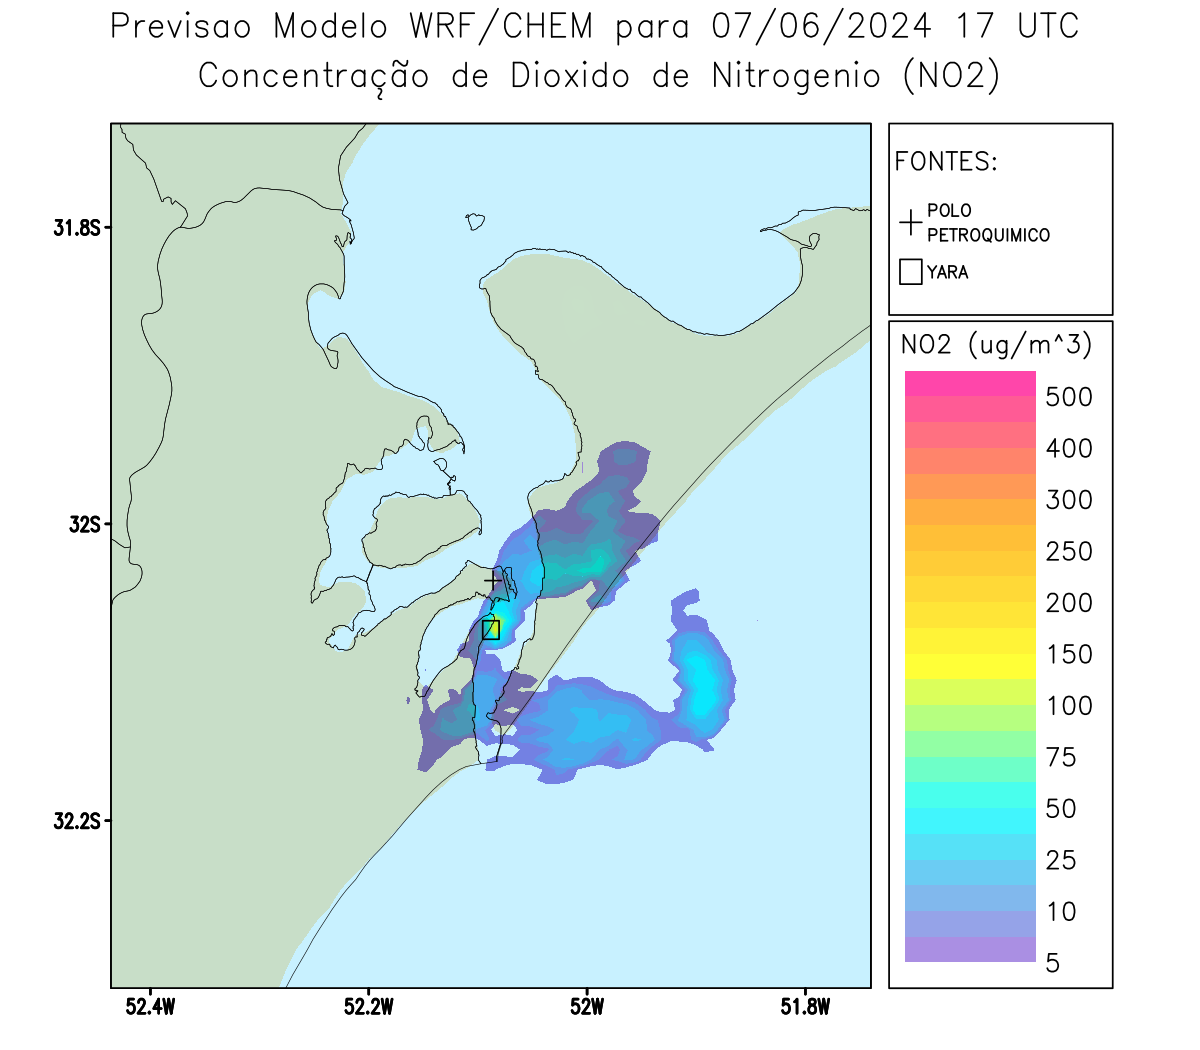 Previsao Modelo WRF/CHEM para 07/06/2024 17 UTC
Concentração de Dioxido de Nitrogenio (NO2)
FONTES:
POLO
PETROQUIMICO
YARA
31.8S
32S
32.2S
52.4W
52.2W
52W
51.8W
NO2 (ug/m^3)
500
400
300
250
200
150
100
75
50
25
10
5